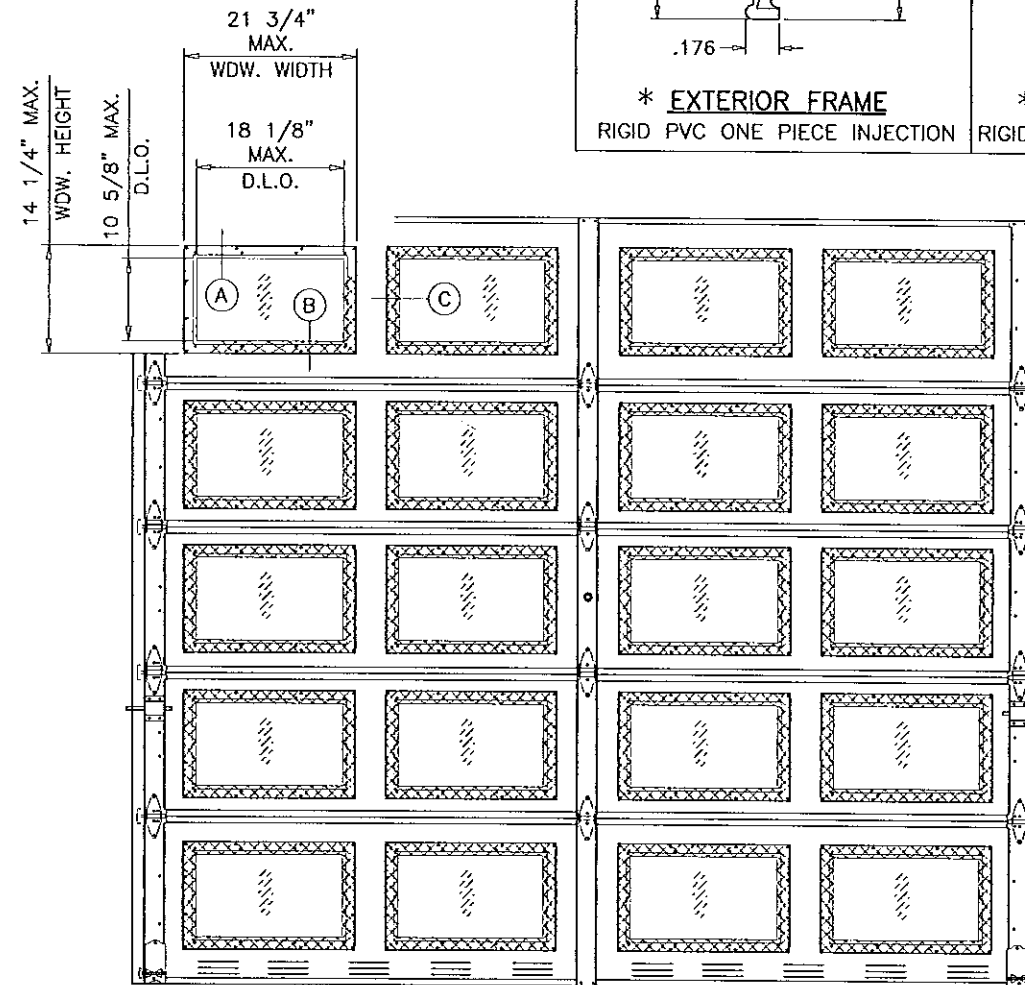 21 3/4"
MAX.
WDW. WIDTH
18 1/8"
MAX.
D.L.O.
14 1/4" MAX.
WDW. HEIGHT
10 5/8" MAX.
D.L.O.
.176
* EXTERIOR FRAME
RIGID PVC ONE PIECE INJECTION
*
RIGID
A
B
C